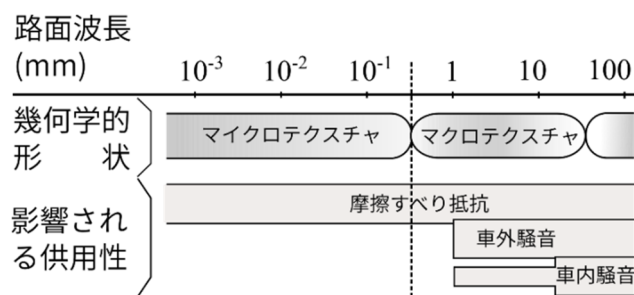 路面波長
(mm)
10⁻³ 10⁻² 10⁻¹ 1 10 100
幾何学的
形 状
マイクロテクスチャ マクロテクスチャ
影響され
る供用性
摩擦すべり抵抗
車外騒音
車内騒音